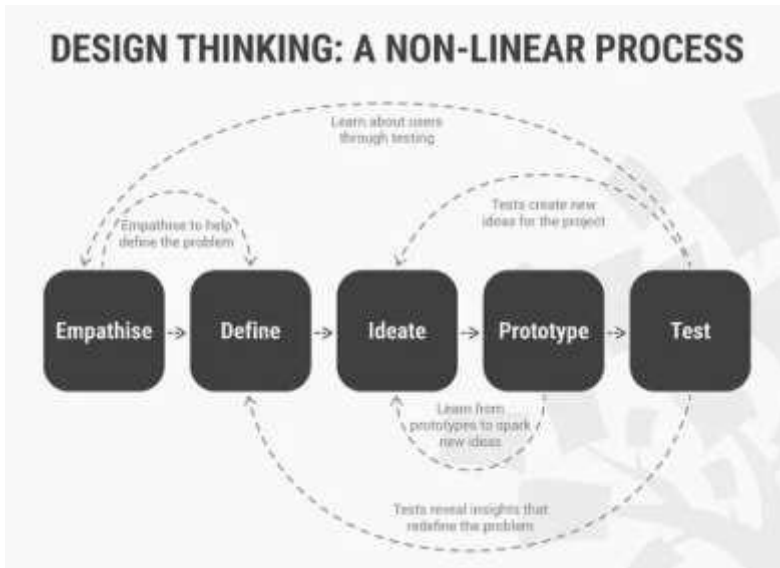 DESIGN THINKING: A NON-LINEAR PROCESS
Learn about users
through testing
Tests create new
ideas for the project
Empathise to help
define the problem
Empathise
Define
Ideate
Prototype
Test
Learn from
prototypes to spark
new ideas
Tests reveal insights that
redefine the problem